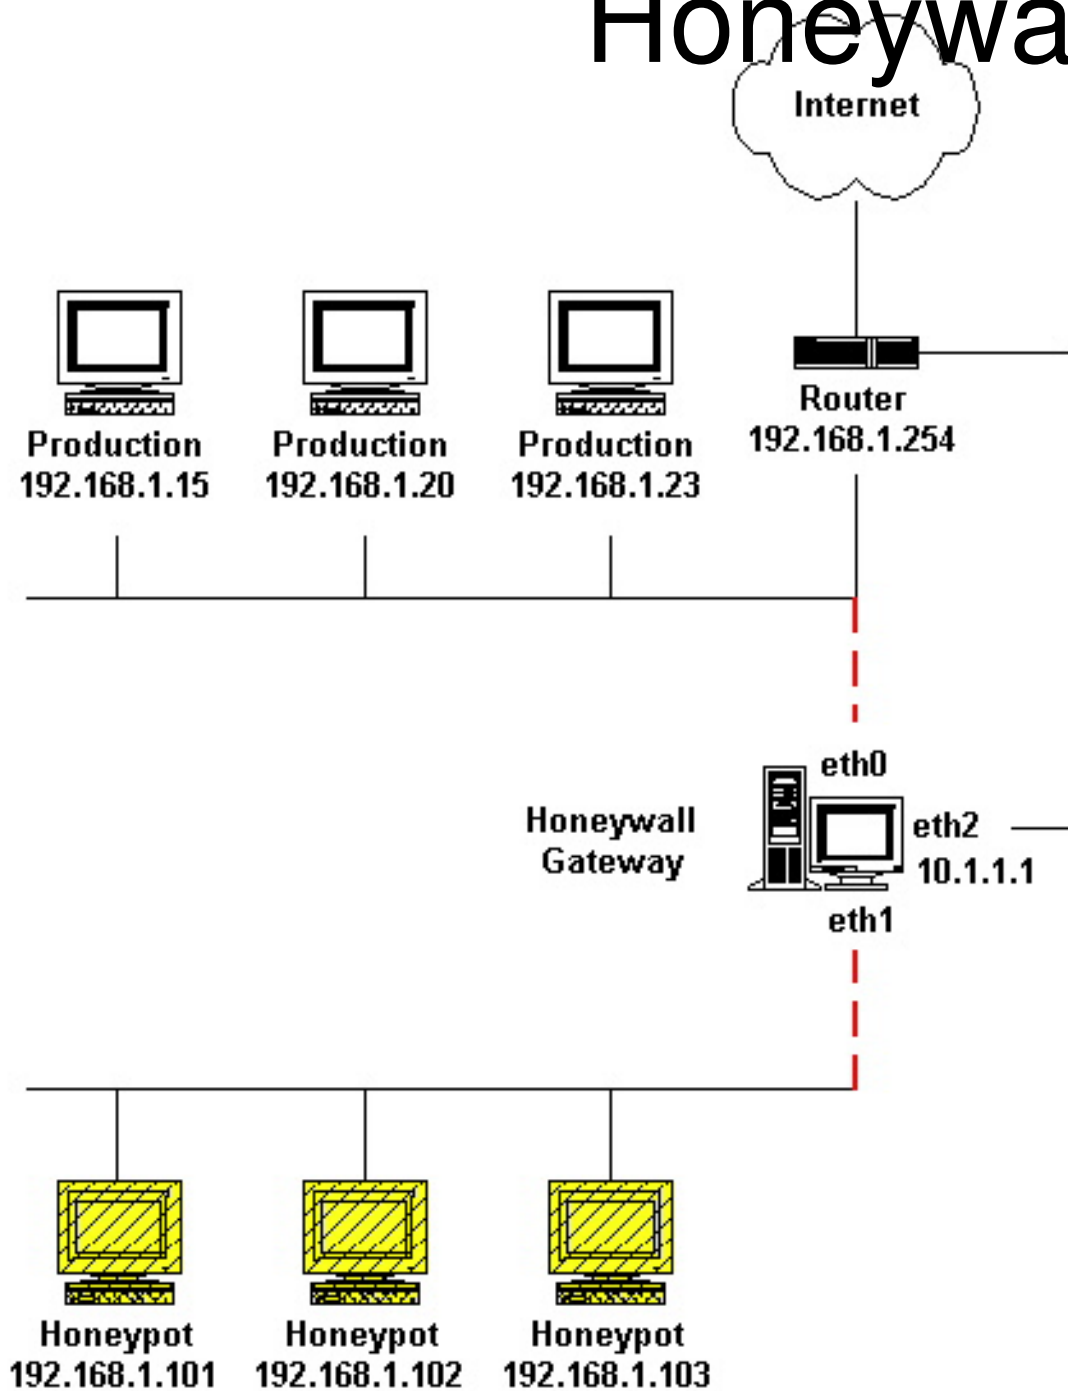 Honeywa
Internet
Router
192.168.1.254
Production
192.168.1.15
Production
192.168.1.20
Production
192.168.1.23
eth0
Honeywall
Gateway
eth2
10.1.1.1
eth1
Honeypot
192.168.1.101
Honeypot
192.168.1.102
Honeypot
192.168.1.103